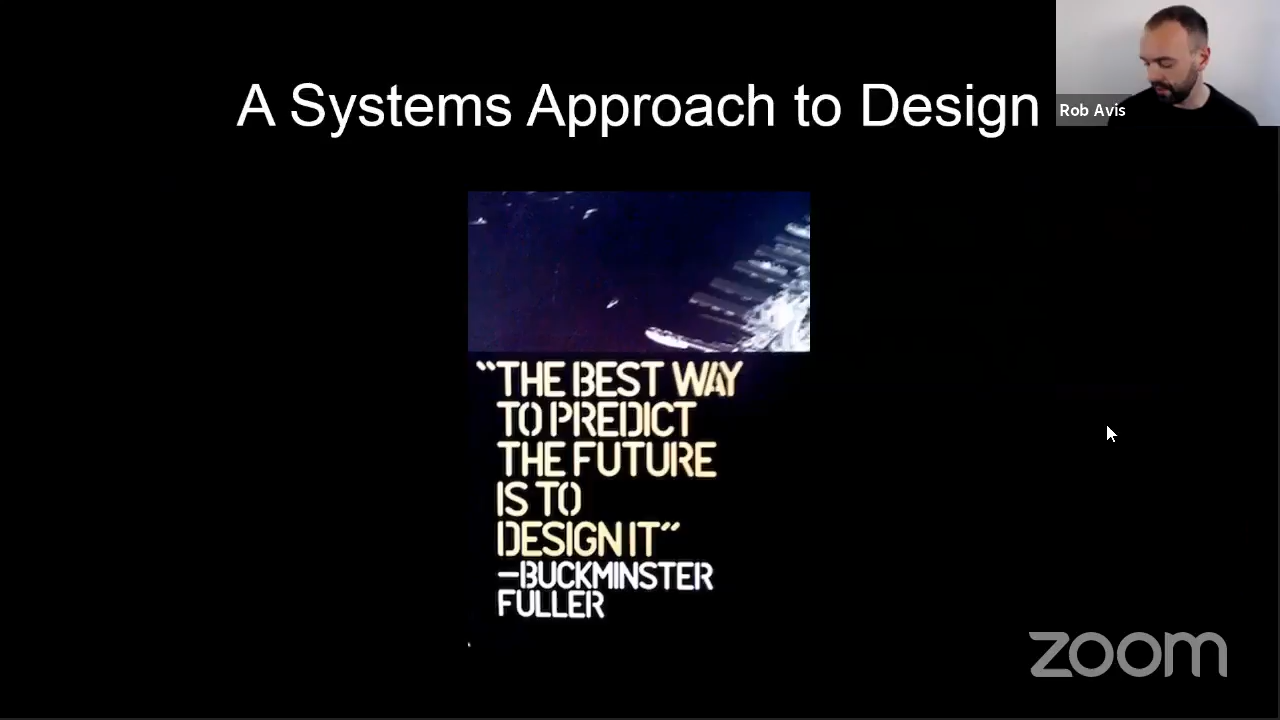 A Systems Approach to Design
Rob Avis
“THE BEST WAY
TO PREDICT
THE FUTURE
IS TO
DESIGN IT”
—BUCKMINSTER
FULLER
zoom